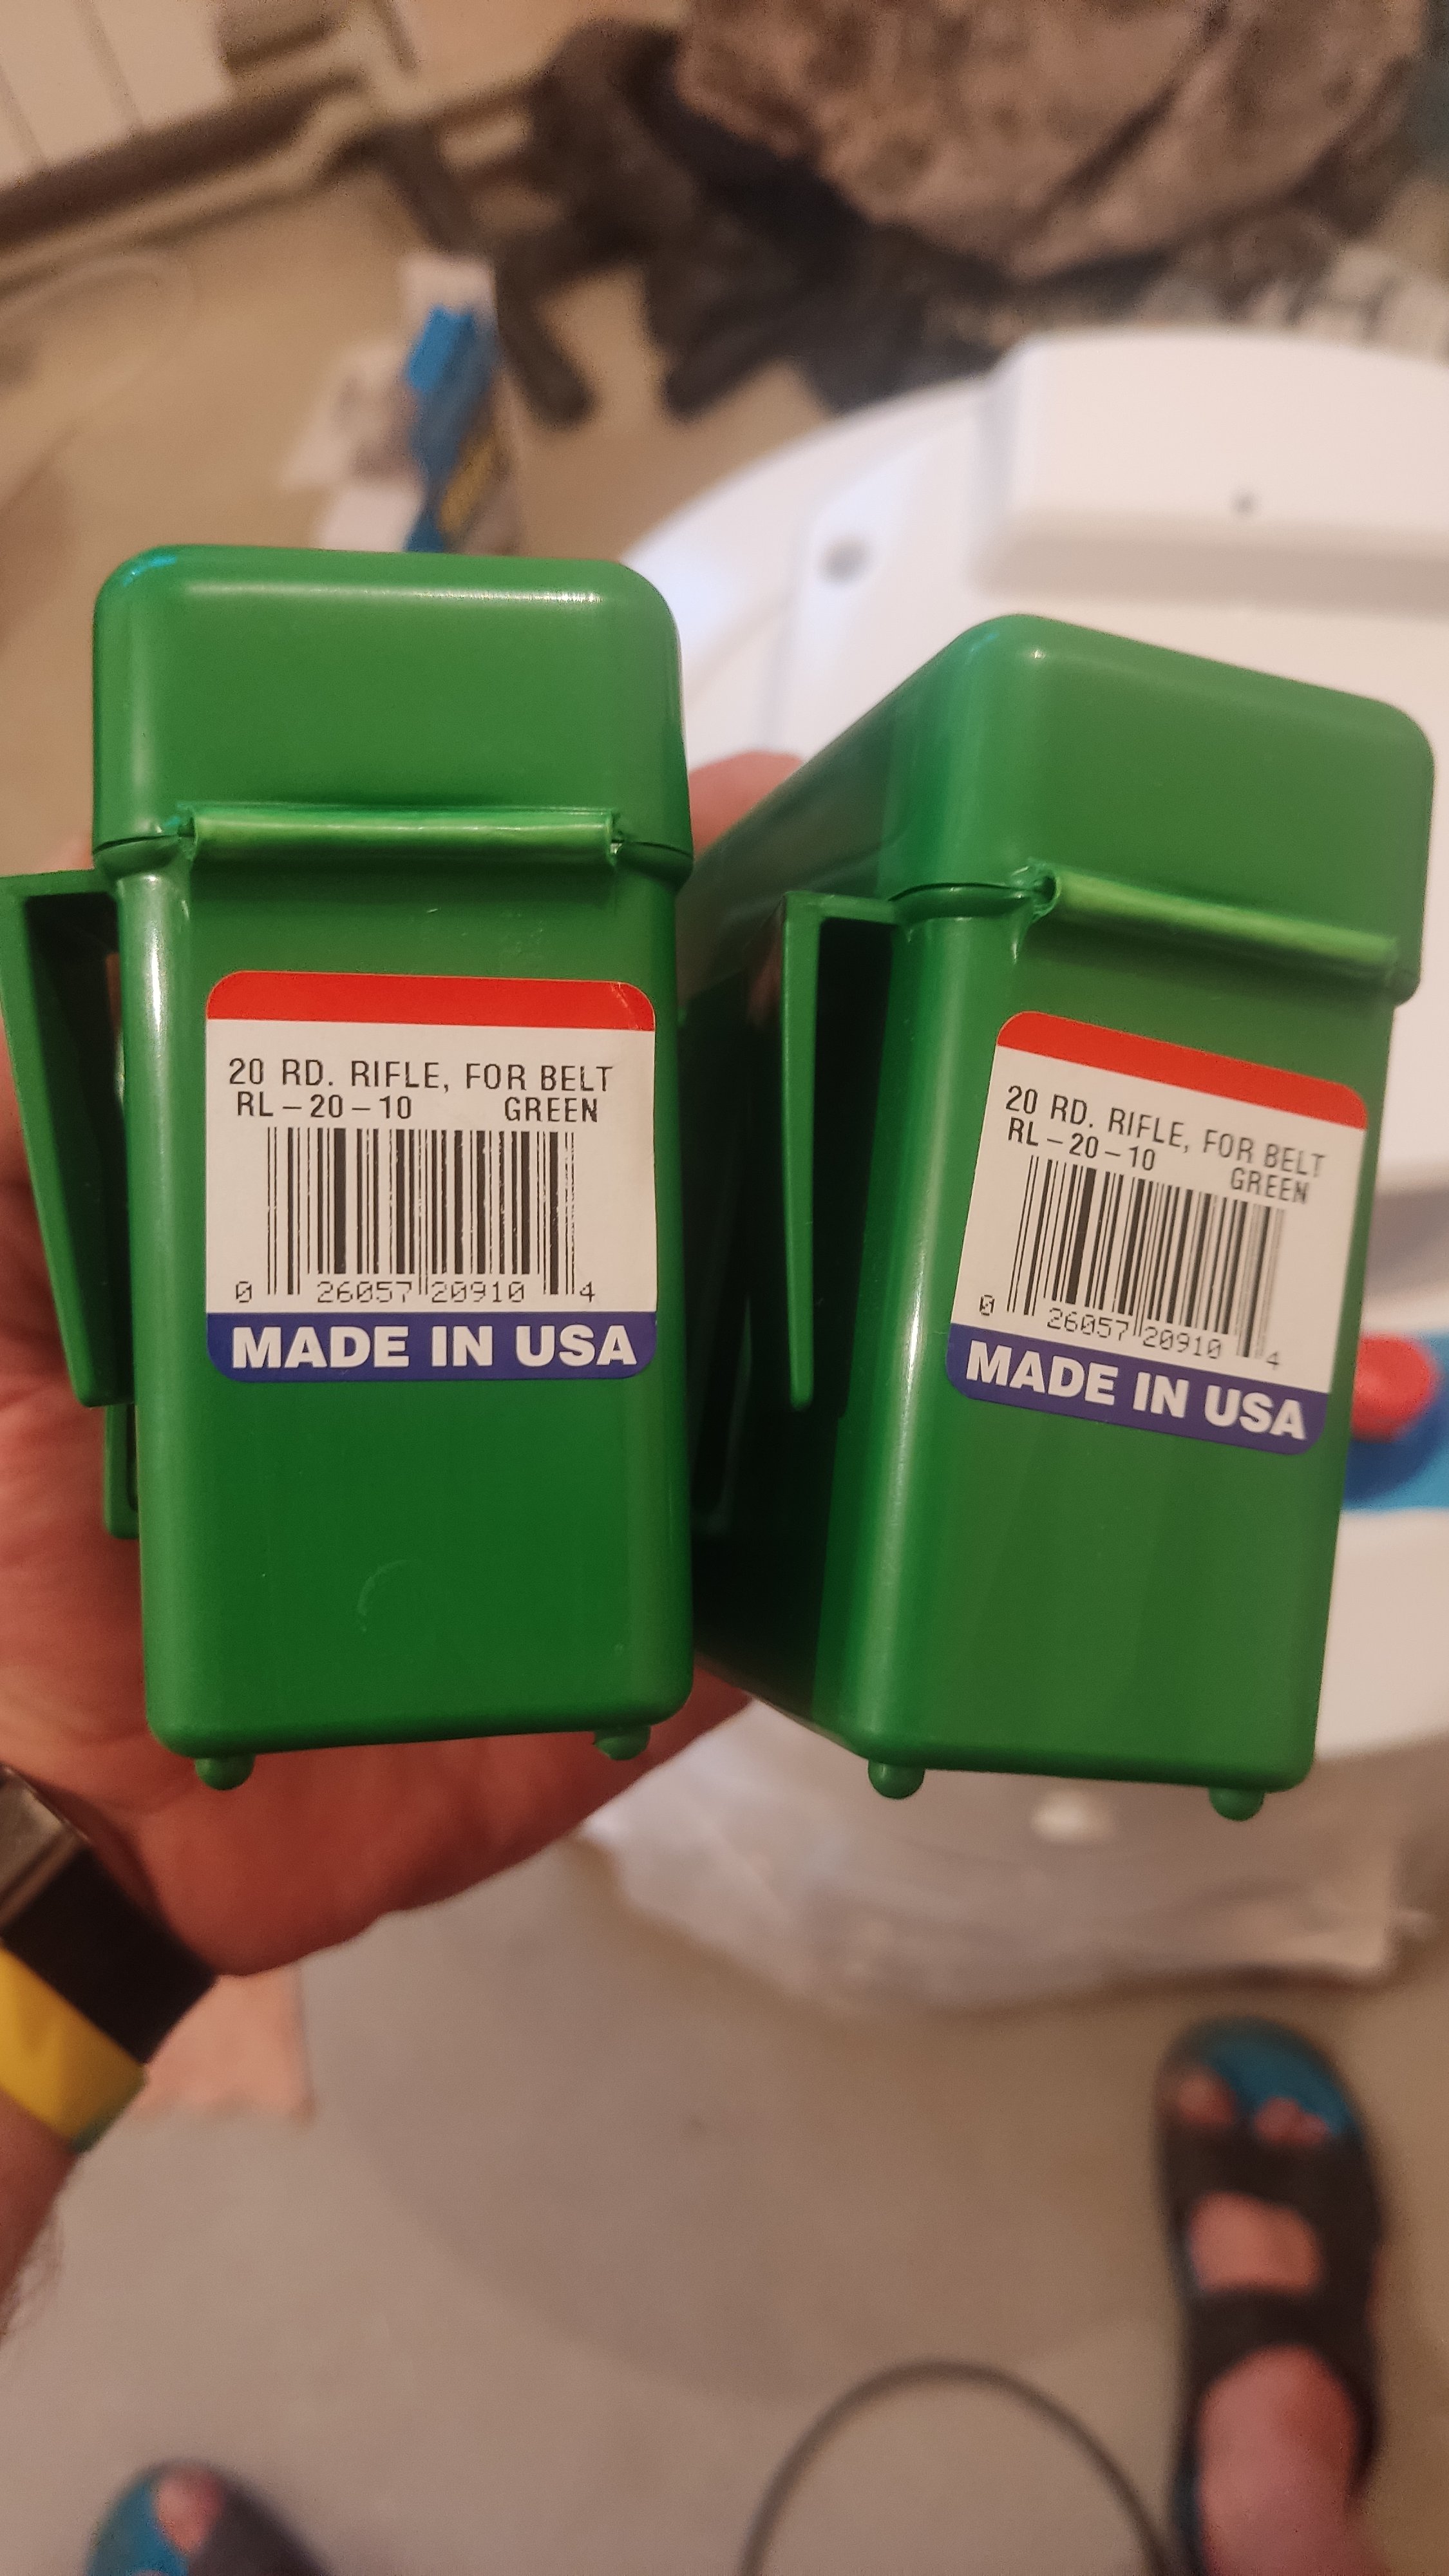 20 RD. RIFLE, FOR BELT
RL-20-10 GREEN
0 26057 20910 4
MADE IN USA
20 RD. RIFLE, FOR BELT
RL-20-10 GREEN
0 26057 20910 4
MADE IN USA